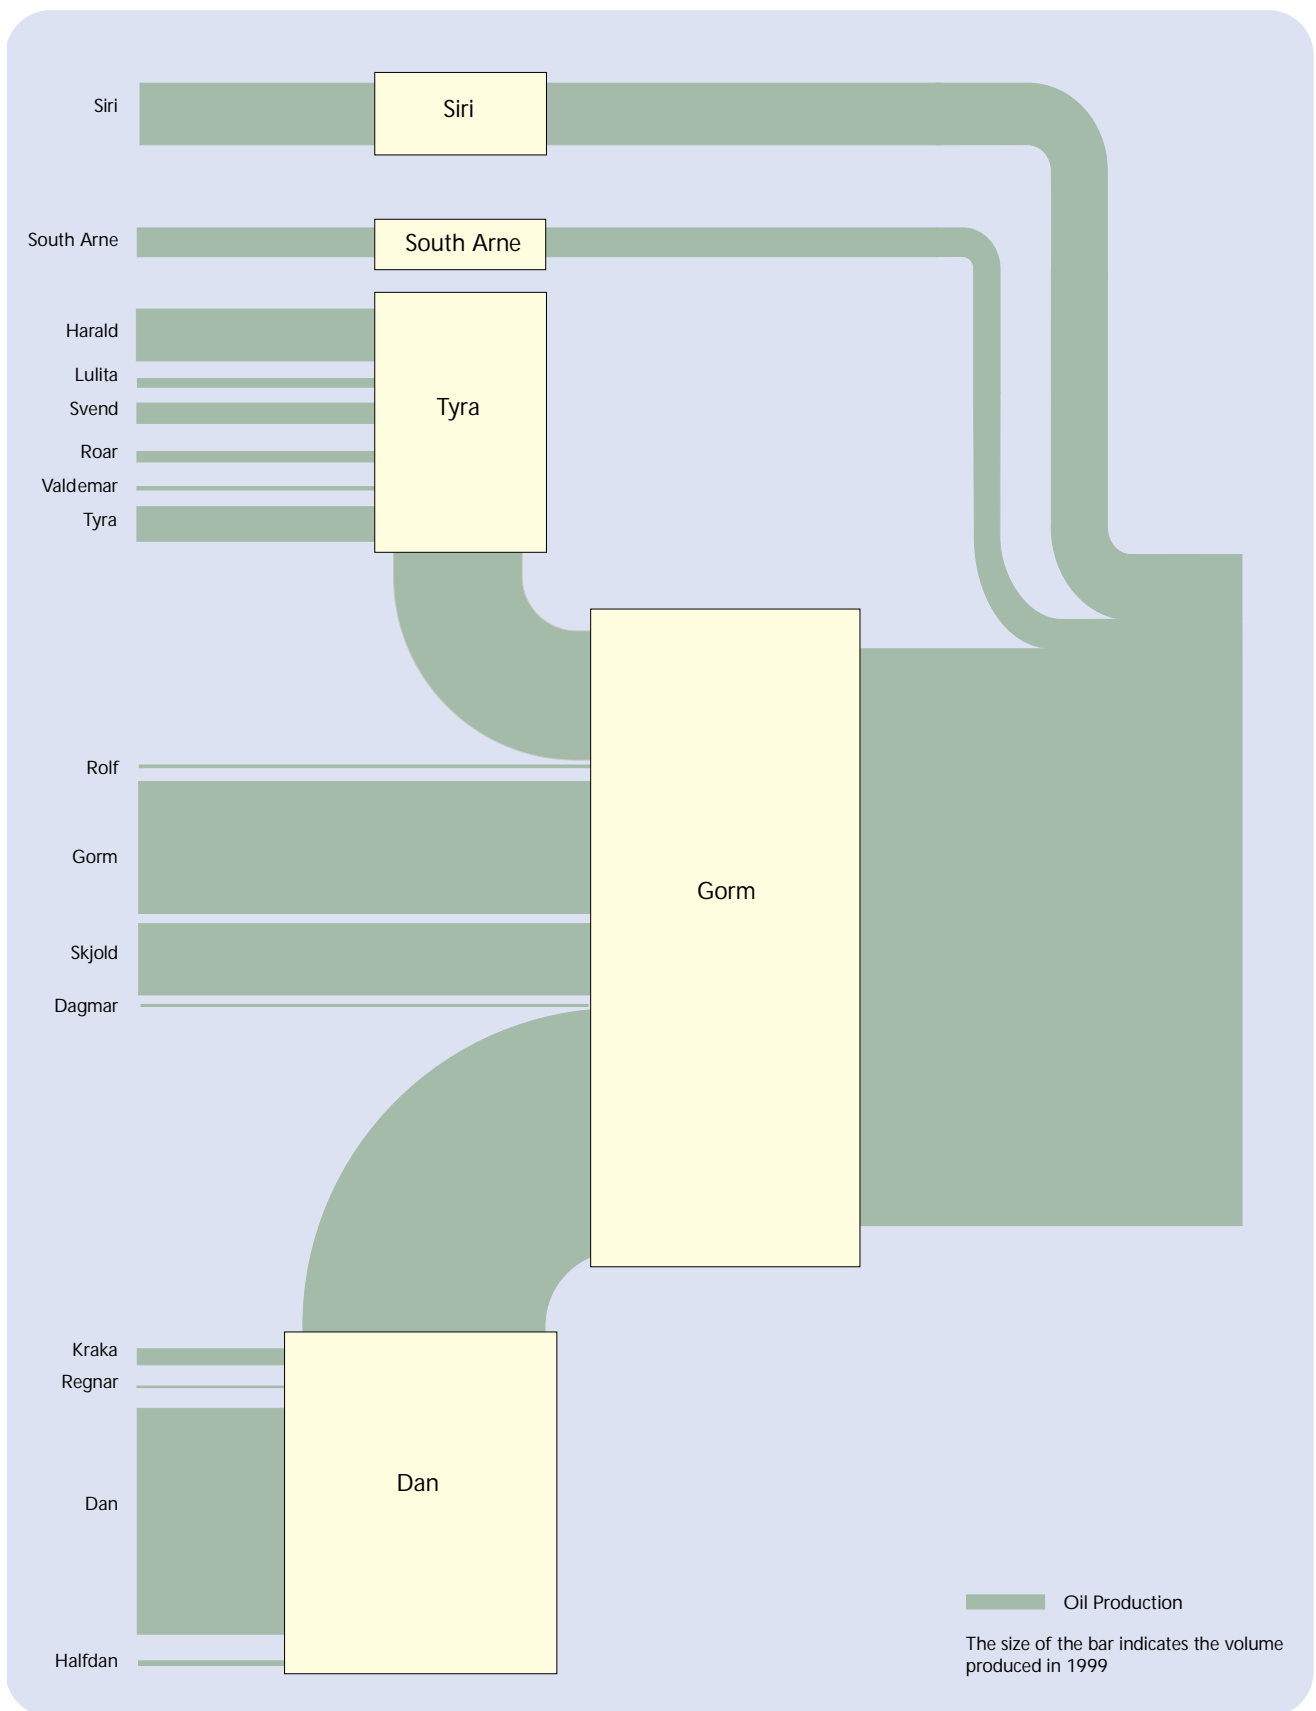 Siri
Siri
South Arne
South Arne
Harald
Lulita
Svend
Tyra
Roar
Valdemar
Tyra
Rolf
Gorm
Gorm
Skjold
Dagmar
Kraka
Regnar
Dan
Dan
Halfdan
Oil Production
The size of the bar indicates the volume
produced in 1999